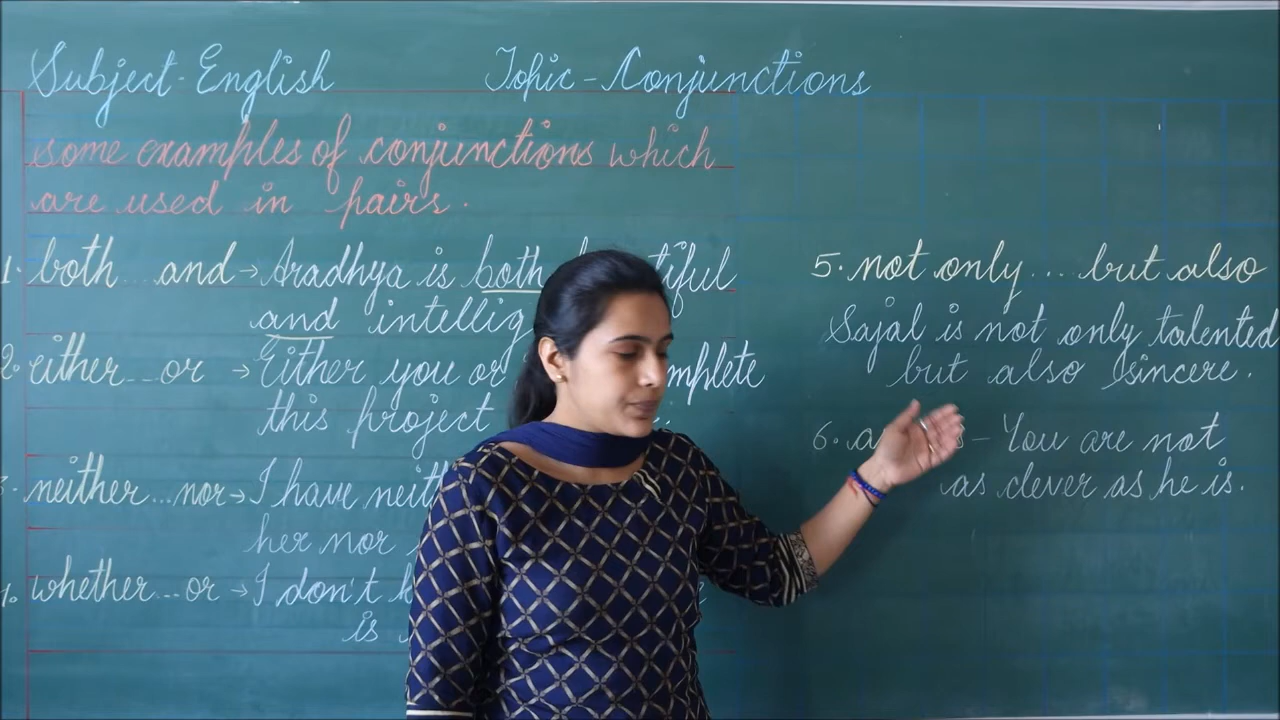 Subject-English
Topic-Conjunctions
some examples of conjunctions which
are used in pairs.
1. both...and→Aradhya is both
and
2. either...or →Either you or
this project
neither...nor→I have
her nor
whether...or→I don't
is
5. not only....but also
Sajal is not only talented
but also sincere.
6. -You are not
as clever as he is.